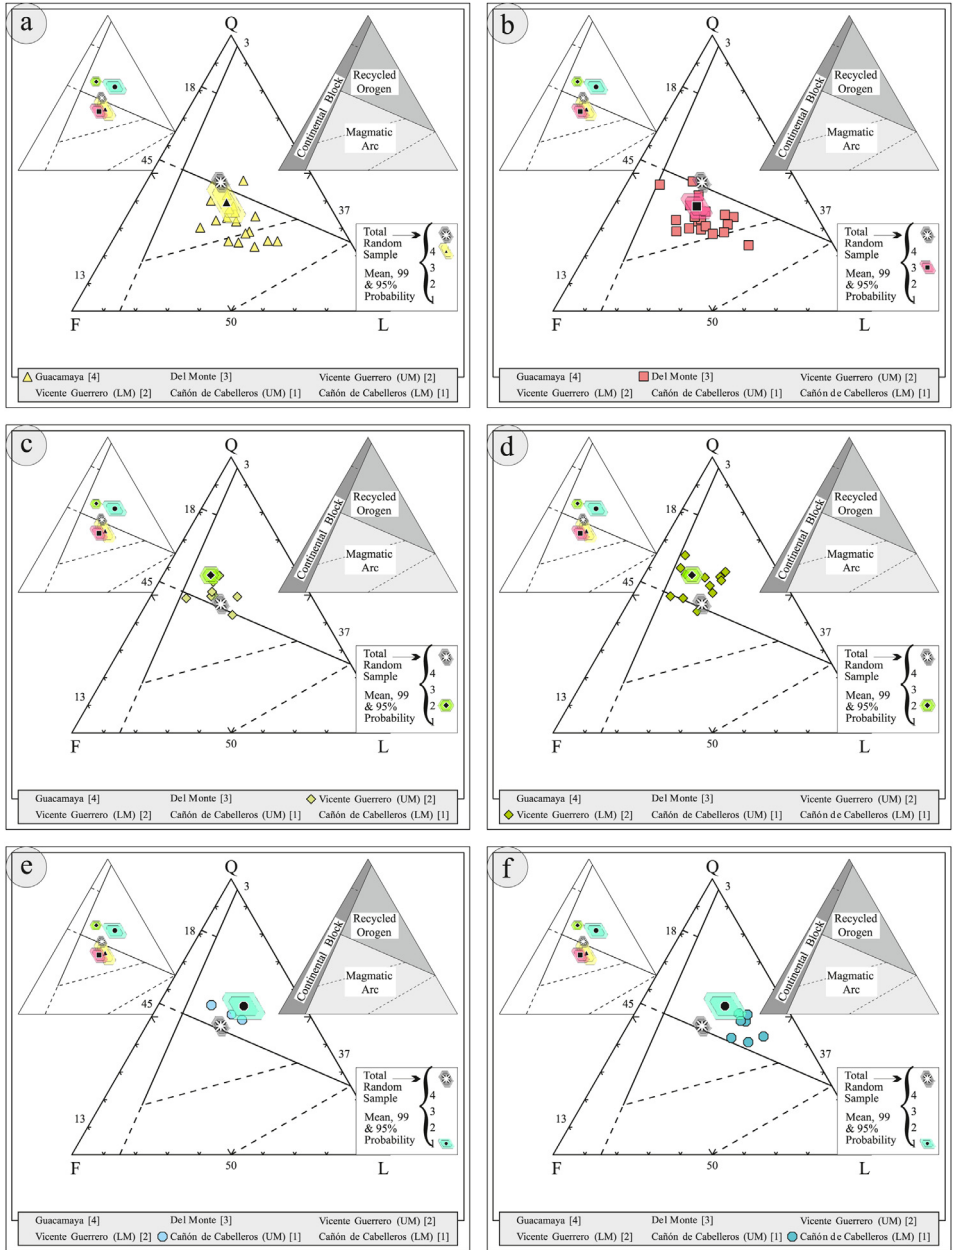 a
Q
3
18
45
37
13
F
50
L
Continental Block
Recycled
Orogen
Magmatic
Arc
Total
Random
Sample
Mean, 99
& 95%
Probability
4
3
2
1
Guacamaya [4] Del Monte [3] Vicente Guerrero (UM) [2]
Vicente Guerrero (LM) [2] Cañón de Cabelleros (UM) [1] Cañón de Cabelleros (LM) [1]
b
Q
3
18
45
37
13
F
50
L
Continental Block
Recycled
Orogen
Magmatic
Arc
Total
Random
Sample
Mean, 99
& 95%
Probability
4
3
2
1
Guacamaya [4] Del Monte [3] Vicente Guerrero (UM) [2]
Vicente Guerrero (LM) [2] Cañón de Cabelleros (UM) [1] Cañón de Cabelleros (LM) [1]
c
Q
3
18
45
37
13
F
50
L
Continental Block
Recycled
Orogen
Magmatic
Arc
Total
Random
Sample
Mean, 99
& 95%
Probability
4
3
2
1
Guacamaya [4] Del Monte [3] Vicente Guerrero (UM) [2]
Vicente Guerrero (LM) [2] Cañón de Cabelleros (UM) [1] Cañón de Cabelleros (LM) [1]
d
Q
3
18
45
37
13
F
50
L
Continental Block
Recycled
Orogen
Magmatic
Arc
Total
Random
Sample
Mean, 99
& 95%
Probability
4
3
2
1
Guacamaya [4] Del Monte [3] Vicente Guerrero (UM) [2]
Vicente Guerrero (LM) [2] Cañón de Cabelleros (UM) [1] Cañón de Cabelleros (LM) [1]
e
Q
3
18
45
37
13
F
50
L
Continental Block
Recycled
Orogen
Magmatic
Arc
Total
Random
Sample
Mean, 99
& 95%
Probability
4
3
2
1
Guacamaya [4] Del Monte [3] Vicente Guerrero (UM) [2]
Vicente Guerrero (LM) [2] Cañón de Cabelleros (UM) [1] Cañón de Cabelleros (LM) [1]
f
Q
3
18
45
37
13
F
50
L
Continental Block
Recycled
Orogen
Magmatic
Arc
Total
Random
Sample
Mean, 99
& 95%
Probability
4
3
2
1
Guacamaya [4] Del Monte [3] Vicente Guerrero (UM) [2]
Vicente Guerrero (LM) [2] Cañón de Cabelleros (UM) [1] Cañón de Cabelleros (LM) [1]